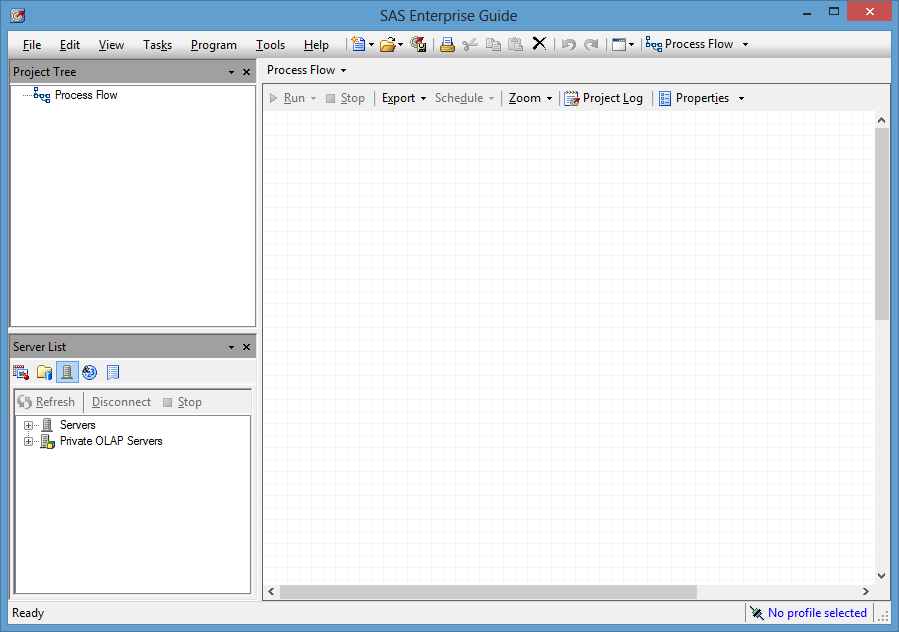 SAS Enterprise Guide
File Edit View Tasks Program Tools Help Process Flow
Project Tree
Process Flow
Process Flow
Run Stop Export Schedule Zoom Project Log Properties
Server List
Refresh Disconnect Stop
Servers
Private OLAP Servers
Ready
No profile selected